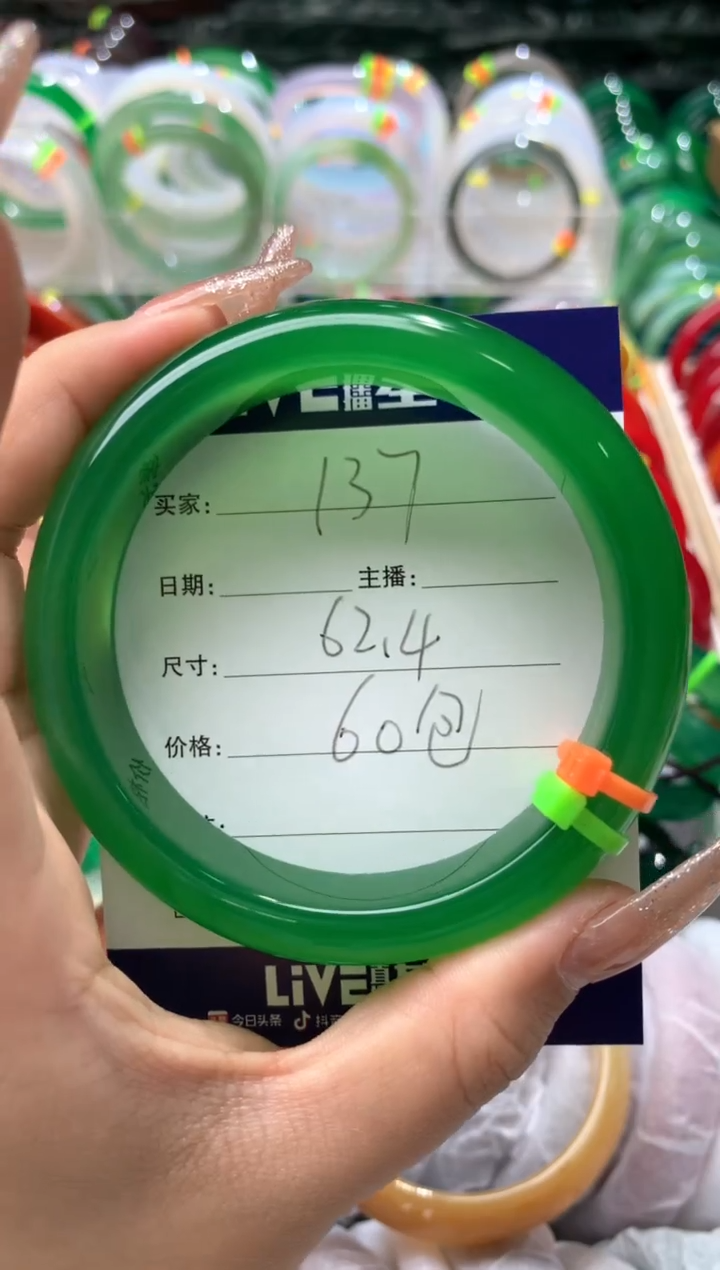 LIVE播星
买家: 137
日期: 主播:
尺寸: 62.4
价格: 60包
LIVE
今日头条 抖音